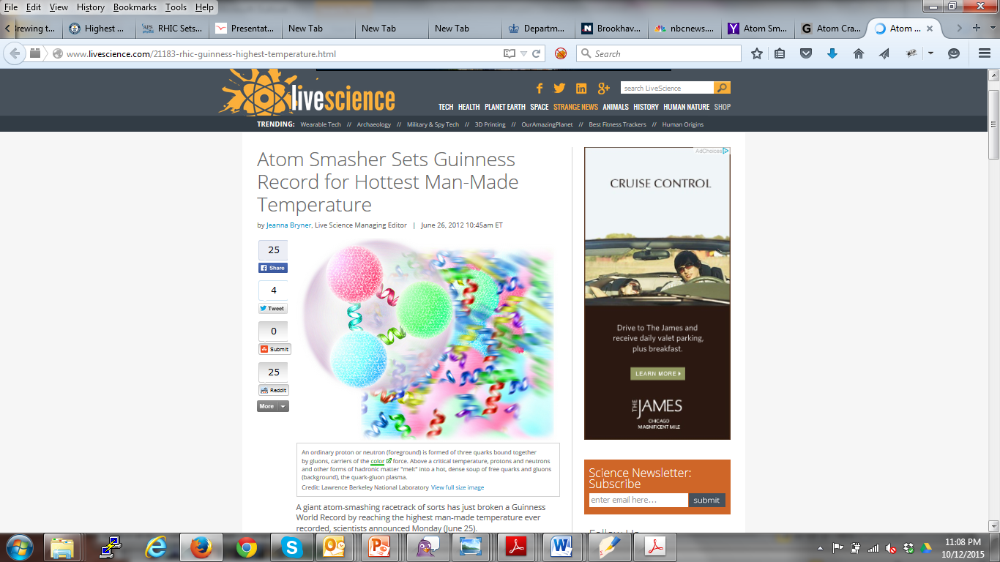 File Edit View History Bookmarks Tools Help
Brewing t... Highest ... RHIC Sets... Presentat... New Tab New Tab New Tab Departm... Brookhav... nbcnews.... Atom Sm... Atom Cra... Atom ...
www.livescience.com/21183-rhic-guinness-highest-temperature.html Search
livescience
search LiveScience
TECH HEALTH PLANET EARTH SPACE STRANGE NEWS ANIMALS HISTORY HUMAN NATURE SHOP
TRENDING: Wearable Tech // Archaeology // Military & Spy Tech // 3D Printing // OurAmazingPlanet // Best Fitness Trackers // Human Origins
Atom Smasher Sets Guinness
Record for Hottest Man-Made
Temperature
by Jeanna Bryner, Live Science Managing Editor | June 26, 2012 10:45am ET
25
Share
4
Tweet
0
Submit
25
Reddit
More
An ordinary proton or neutron (foreground) is formed of three quarks bound together
by gluons, carriers of the color force. Above a critical temperature, protons and neutrons
and other forms of hadronic matter "melt" into a hot, dense soup of free quarks and gluons
(background), the quark-gluon plasma.
Credit: Lawrence Berkeley National Laboratory View full size image
A giant atom-smashing racetrack of sorts has just broken a Guinness
World Record by reaching the highest man-made temperature ever
recorded, scientists announced Monday (June 25).
AdChoices
CRUISE CONTROL
Drive to The James and
receive daily valet parking,
plus breakfast.
LEARN MORE
THE JAMES
CHICAGO
MAGNIFICENT MILE
Science Newsletter:
Subscribe
enter email here... submit
Follow Us
11:08 PM
10/12/2015